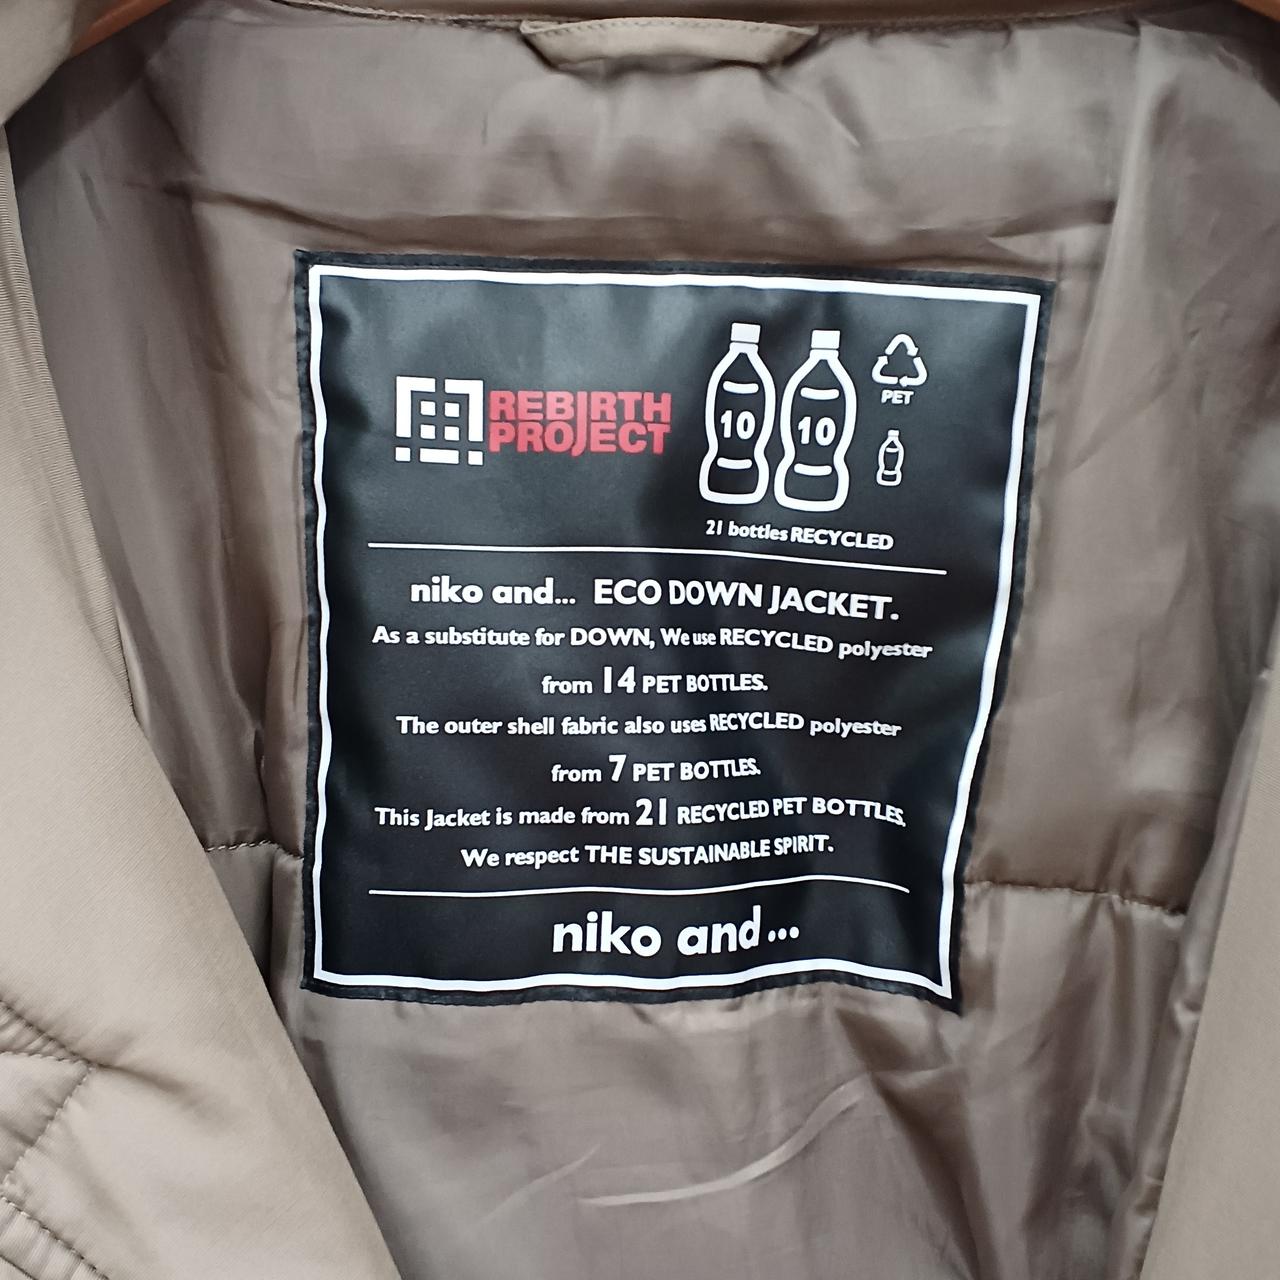 REBIRTH
PROJECT
10 10
PET
21 bottles RECYCLED
niko and... ECO DOWN JACKET.
As a substitute for DOWN, We use RECYCLED polyester
from 14 PET BOTTLES.
The outer shell fabric also uses RECYCLED polyester
from 7 PET BOTTLES.
This Jacket is made from 21 RECYCLED PET BOTTLES.
We respect THE SUSTAINABLE SPIRIT.
niko and...